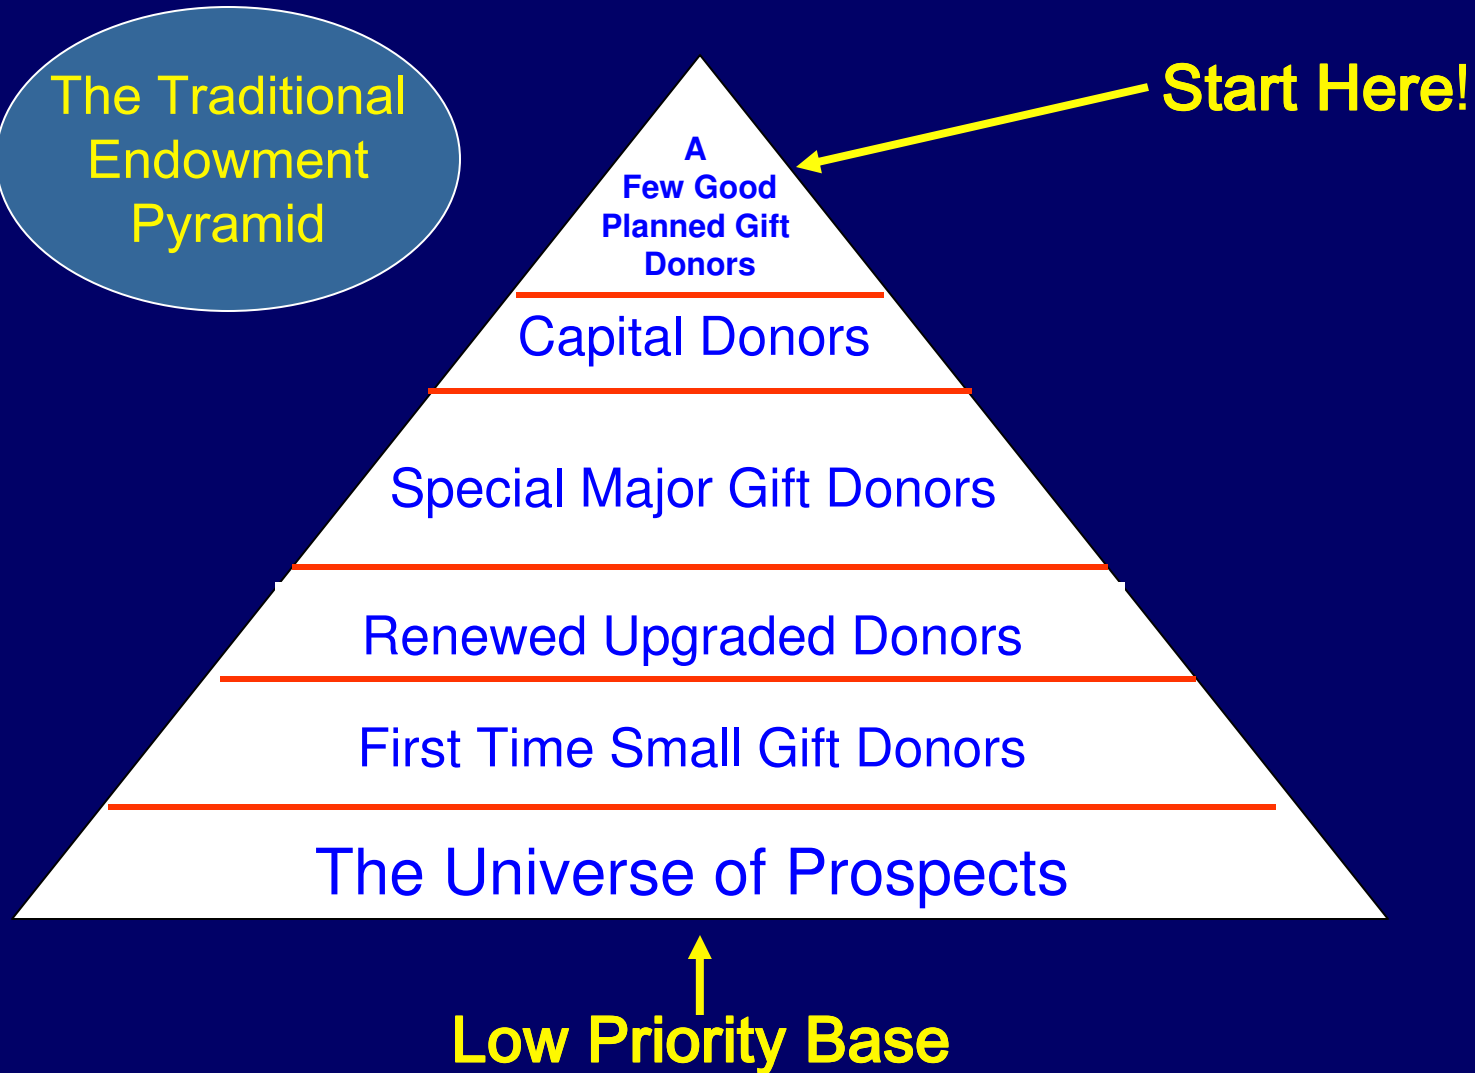 The Traditional
Endowment
Pyramid
Start Here!
A
Few Good
Planned Gift
Donors
Capital Donors
Special Major Gift Donors
Renewed Upgraded Donors
First Time Small Gift Donors
The Universe of Prospects
Low Priority Base